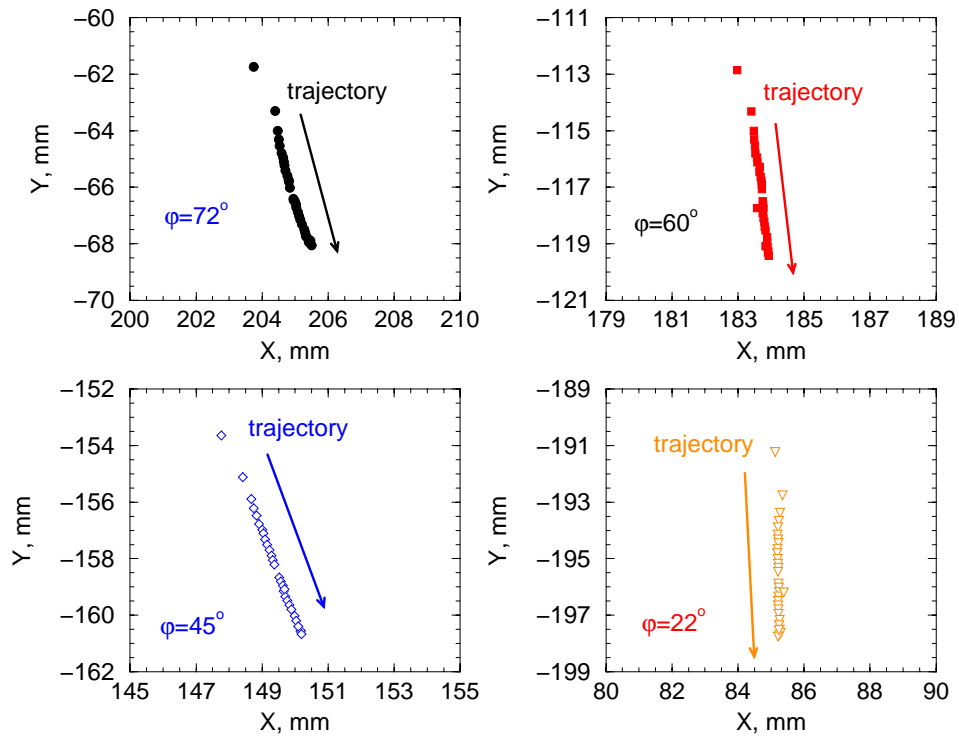 −60
−62
−64
−66
−68
−70
200 202 204 206 208 210
X, mm
Y, mm
trajectory
φ=72°
−111
−113
−115
−117
−119
−121
179 181 183 185 187 189
X, mm
Y, mm
trajectory
φ=60°
−152
−154
−156
−158
−160
−162
145 147 149 151 153 155
X, mm
Y, mm
trajectory
φ=45°
−189
−191
−193
−195
−197
−199
80 82 84 86 88 90
X, mm
Y, mm
trajectory
φ=22°